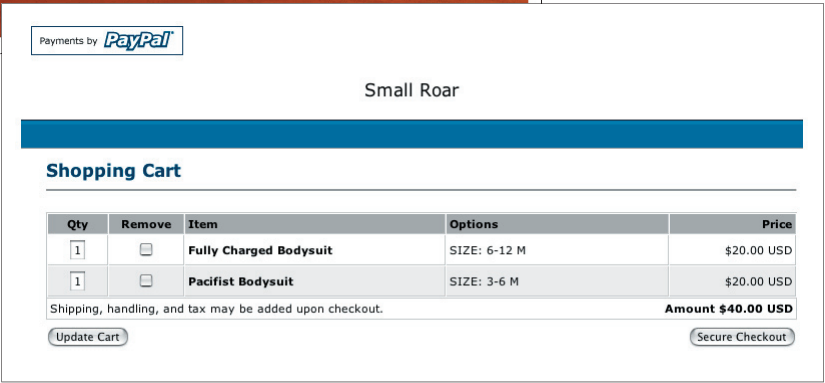 Payments by PayPal
Small Roar
Shopping Cart
Qty Remove Item Options Price
1 Fully Charged Bodysuit SIZE: 6-12 M $20.00 USD
1 Pacifist Bodysuit SIZE: 3-6 M $20.00 USD
Shipping, handling, and tax may be added upon checkout. Amount $40.00 USD
Update Cart Secure Checkout